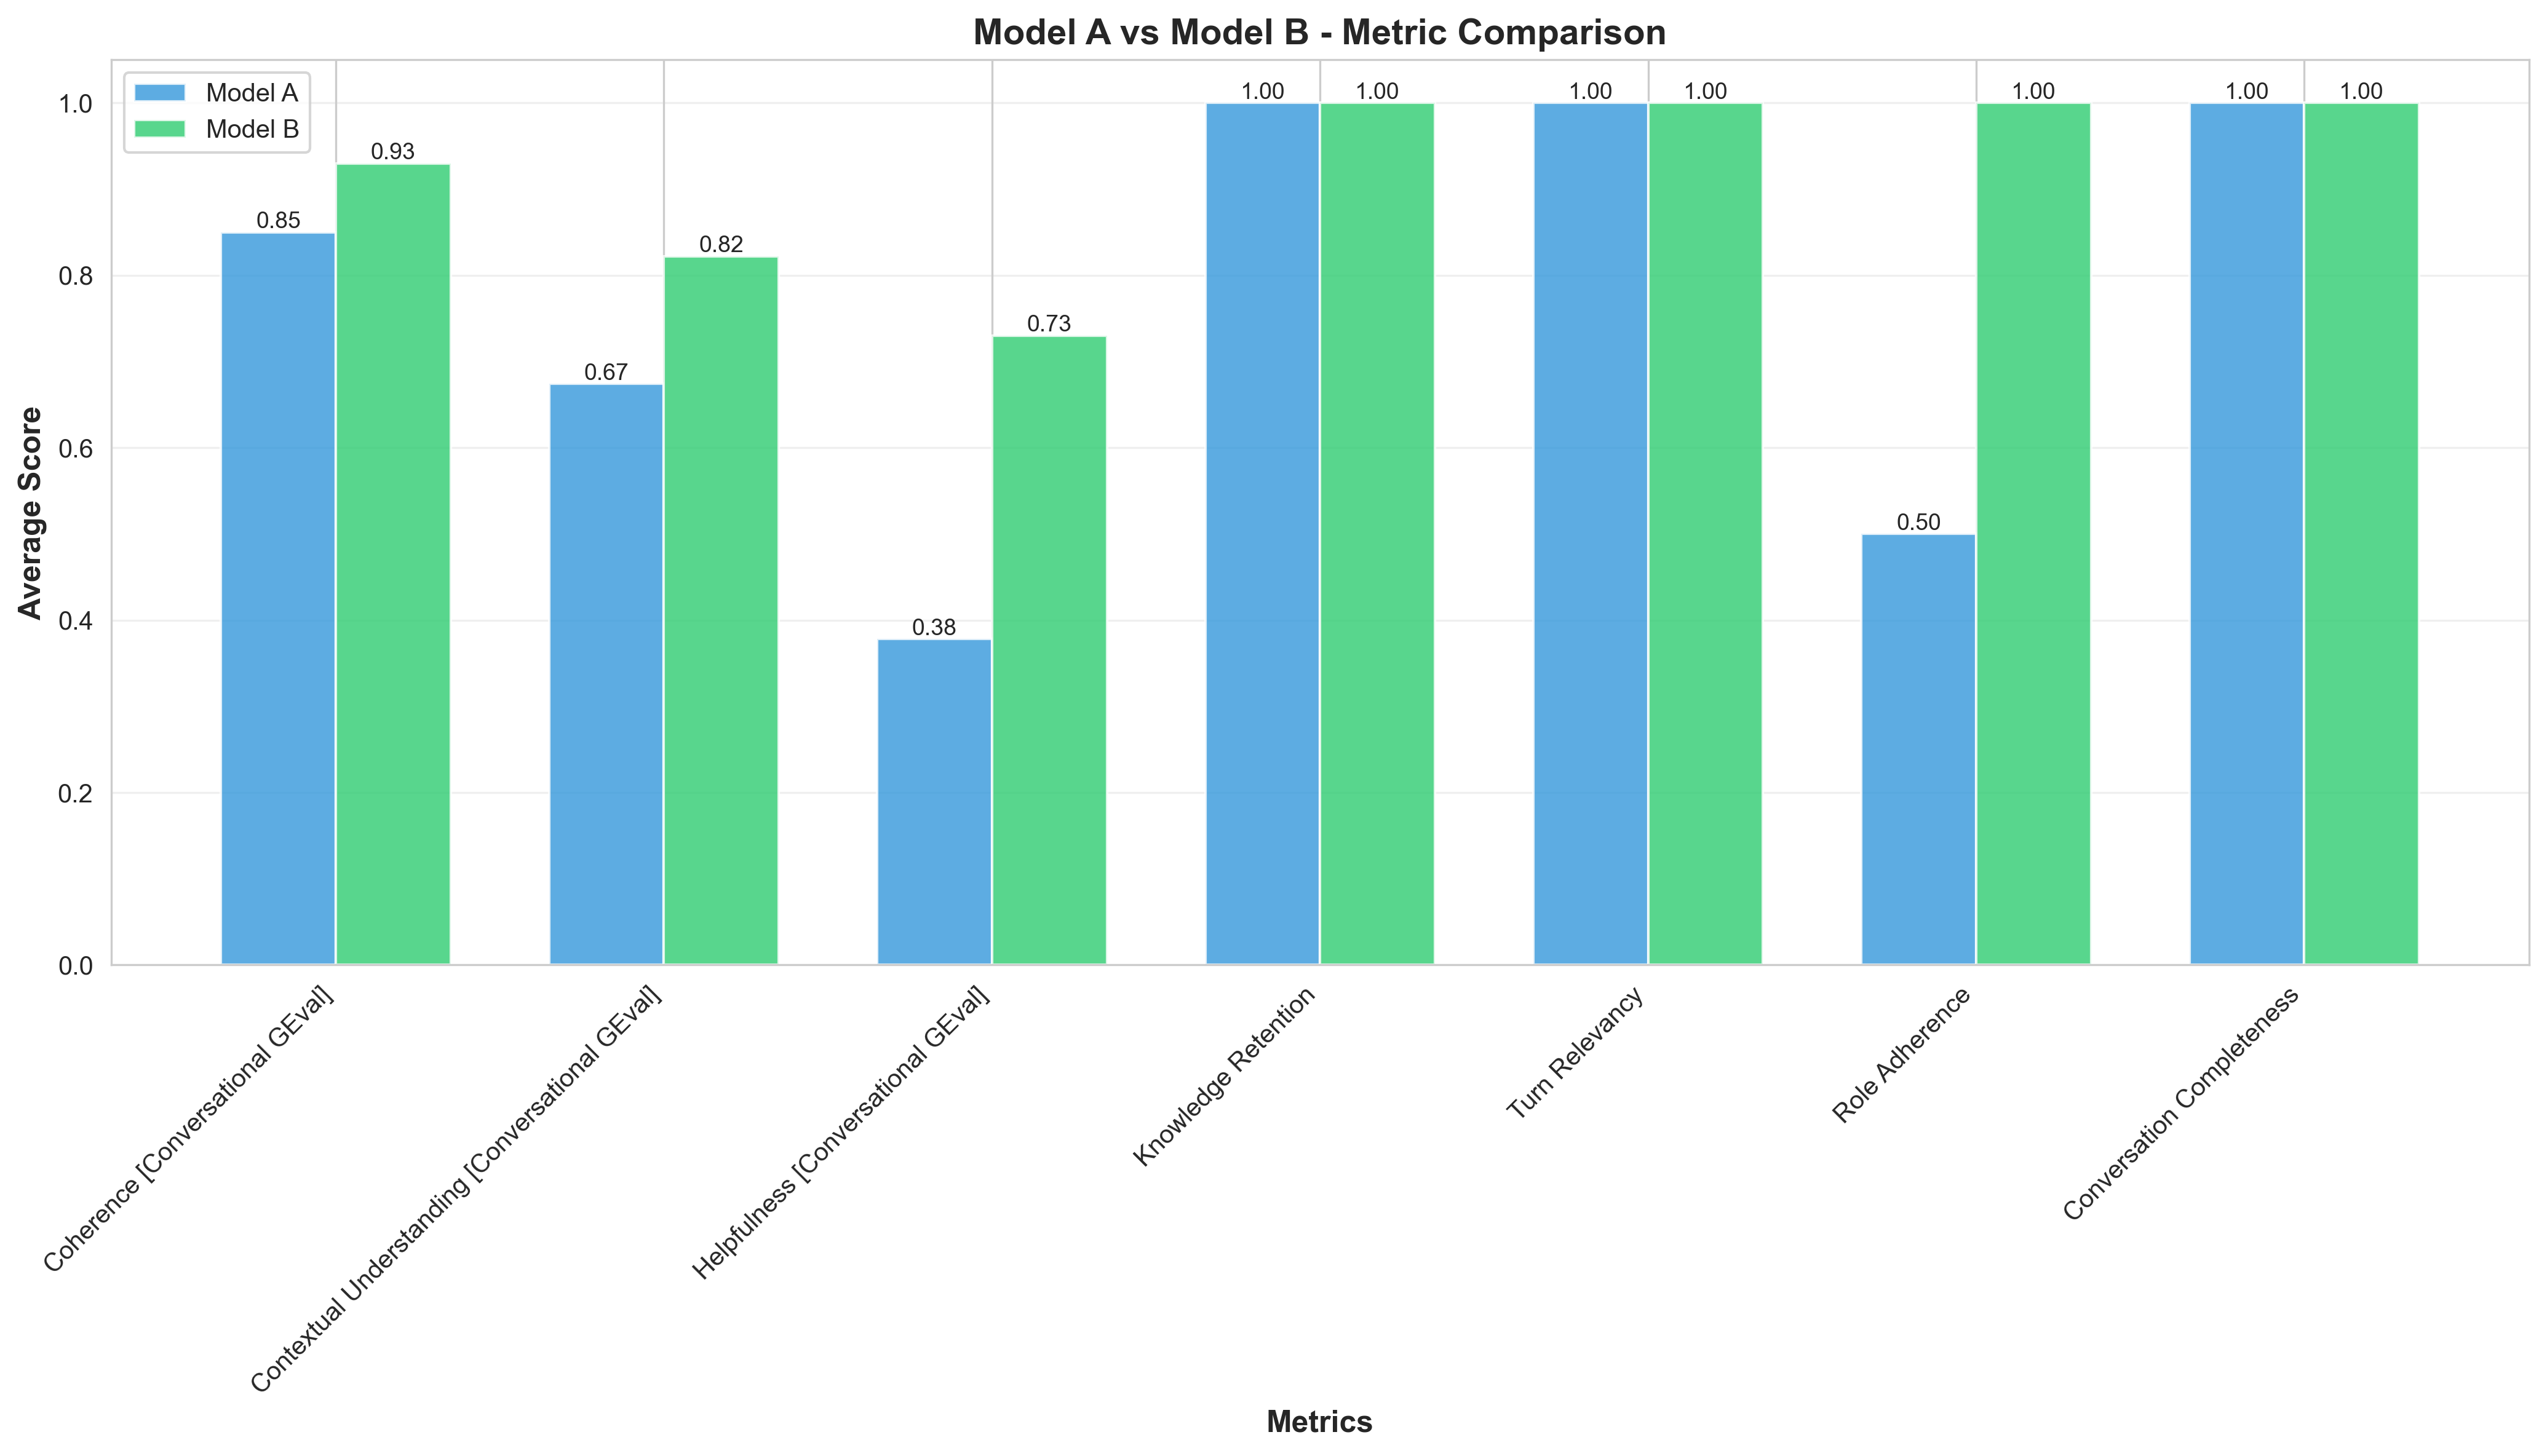 Model A vs Model B - Metric Comparison
Model A
Model B
Average Score
1.0
0.8
0.6
0.4
0.2
0.0
0.85
0.93
0.67
0.82
0.38
0.73
1.00
1.00
1.00
1.00
0.50
1.00
1.00
1.00
Coherence [Conversational GEval]
Contextual Understanding [Conversational GEval]
Helpfulness [Conversational GEval]
Knowledge Retention
Turn Relevancy
Role Adherence
Conversation Completeness
Metrics